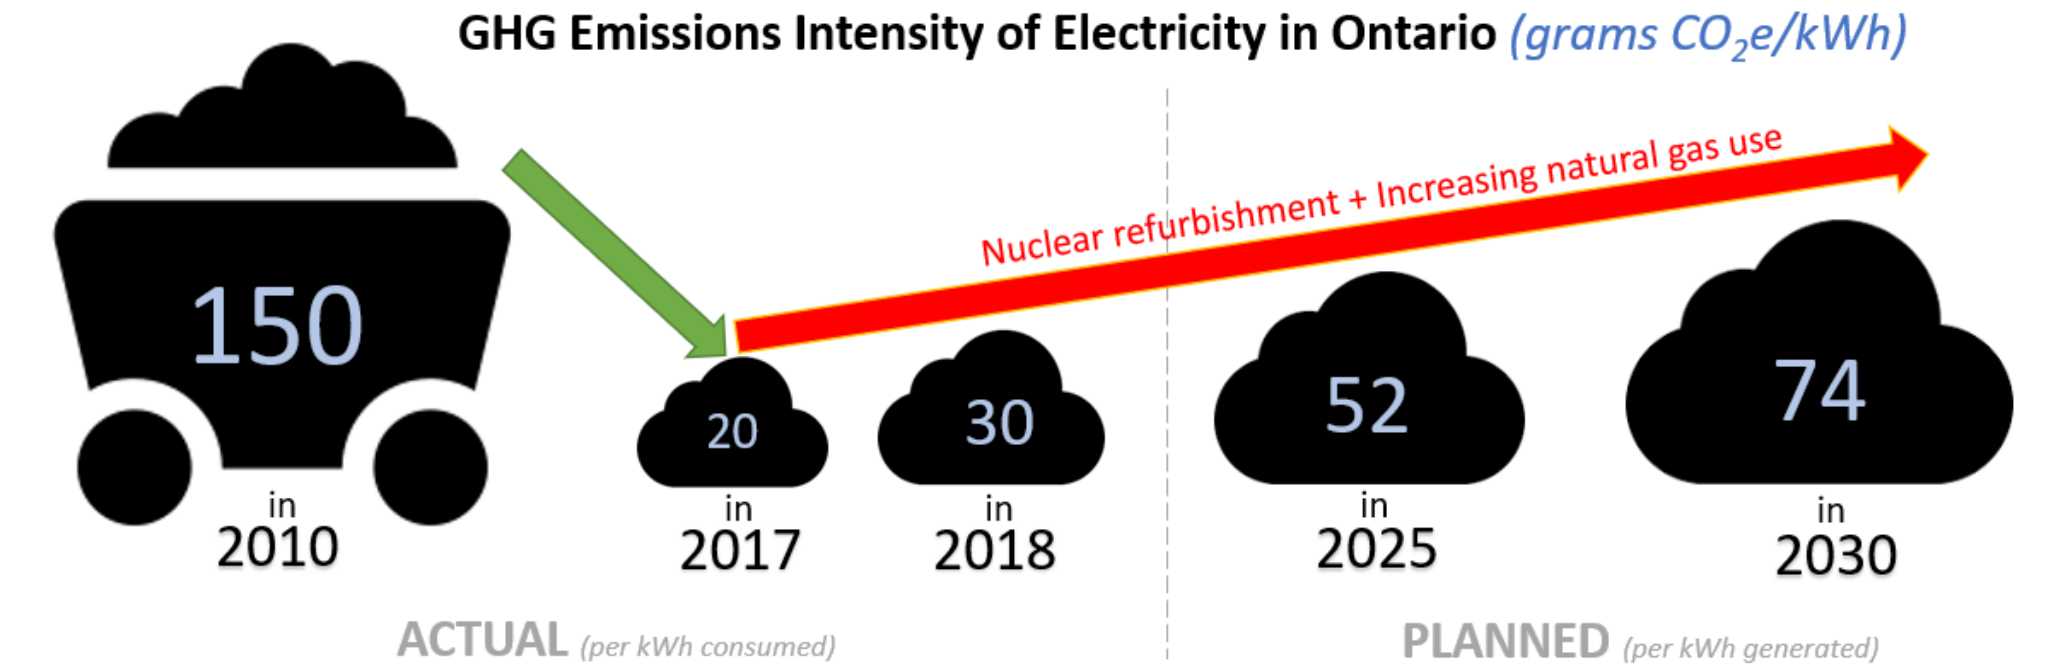 GHG Emissions Intensity of Electricity in Ontario (grams CO₂e/kWh)
Nuclear refurbishment + Increasing natural gas use
150
in
2010
20
in
2017
30
in
2018
52
in
2025
74
in
2030
ACTUAL (per kWh consumed)
PLANNED (per kWh generated)